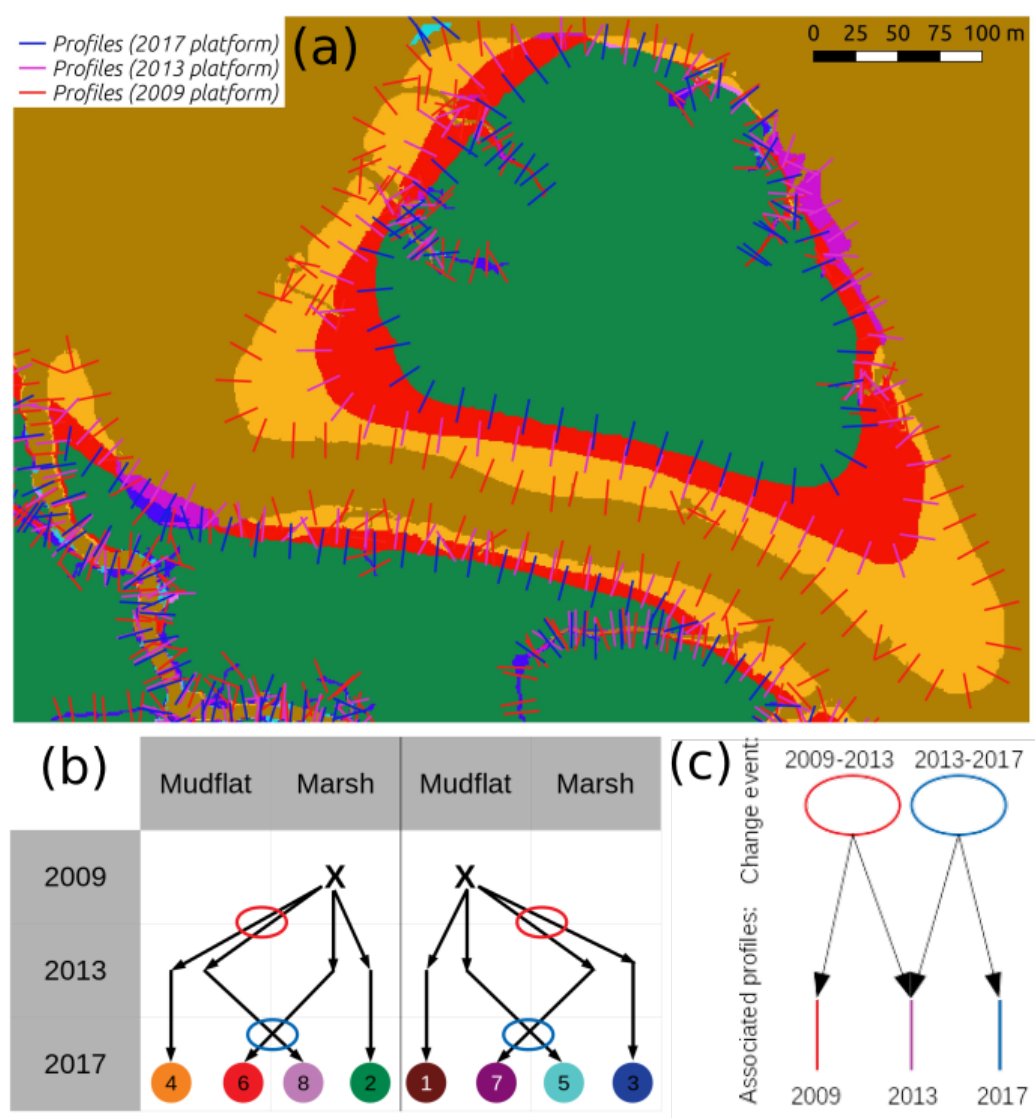 Profiles (2017 platform)
Profiles (2013 platform)
Profiles (2009 platform)
(a)
0 25 50 75 100 m
(b)
Mudflat Marsh Mudflat Marsh
2009 X X
2013
2017
4 6 8 2 1 7 5 3
(c)
Change event:
2009-2013 2013-2017
Associated profiles:
2009 2013 2017